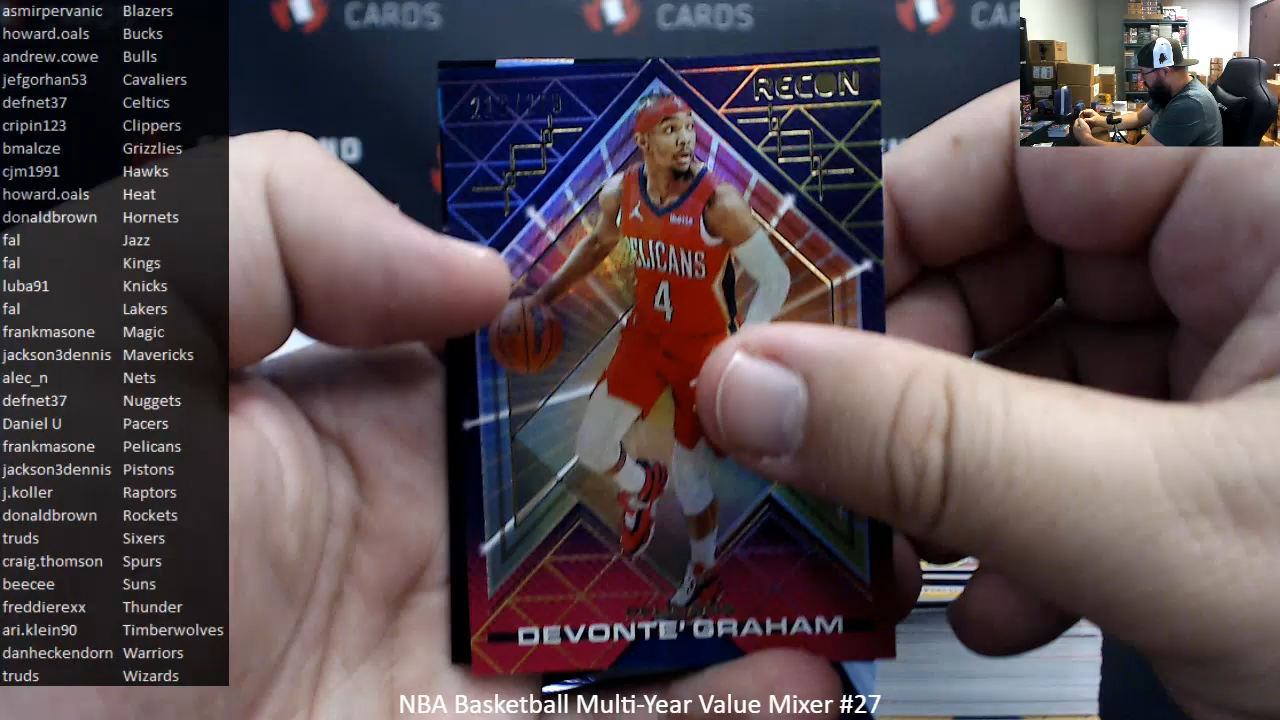 asmirpervanic Blazers
howard.oals Bucks
andrew.cowe Bulls
jefgorhan53 Cavaliers
defnet37 Celtics
cripin123 Clippers
bmalcze Grizzlies
cjm1991 Hawks
howard.oals Heat
donaldbrown Hornets
fal Jazz
fal Kings
luba91 Knicks
fal Lakers
frankmasone Magic
jackson3dennis Mavericks
alec_n Nets
defnet37 Nuggets
Daniel U Pacers
frankmasone Pelicans
jackson3dennis Pistons
j.koller Raptors
donaldbrown Rockets
truds Sixers
craig.thomson Spurs
beecee Suns
freddierexx Thunder
ari.klein90 Timberwolves
danheckendorn Warriors
truds Wizards
CARDS
CARDS
RECON
PELICANS
4
PELICANS
DEVONTE' GRAHAM
NBA Basketball Multi-Year Value Mixer #27